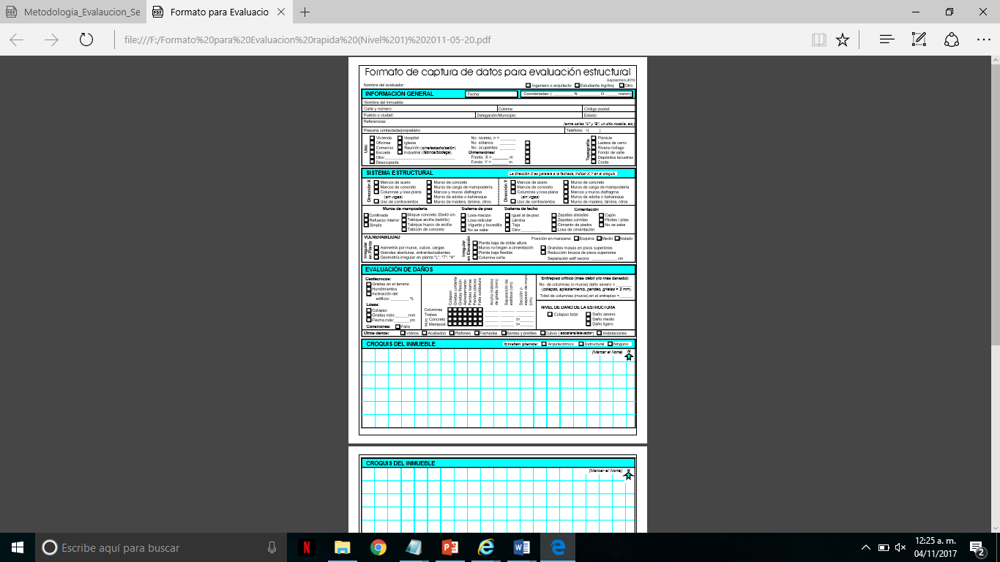 Metodologia_Evalaucion_Se
Formato para Evaluacio
file:///F:/Formato%20para%20Evaluacion%20rapida%20(Nivel%201)%202011-05-20.pdf
Formato de captura de datos para evaluación estructural
Nombre del evaluador: Ingeniero o arquitecto Estudiante Ing/Arq. Otro
INFORMACIÓN GENERAL Fecha: Coordenadas: ( N, O, msnm)
Nombre del inmueble:
Calle y número: Colonia: Código postal:
Pueblo o ciudad: Delegación/Municipio: Estado:
Referencias: (entre calles "A" y "B", un sitio notable, etc.)
Persona contactada/propietario: Teléfono:
Uso: Vivienda Hospital No. niveles, n = Topografía: Planicie
Oficinas Iglesia No. sótanos: Ladera de cerro
Comercio Reunión (cine/estadio/salón) No. ocupantes: Rivera río/lago
Escuela Industrial (fábrica/bodega) Dimensiones: Fondo de valle
Otro: Frente X = m Depósitos lacustres
Desocupada Fondo Y = m Costa
SISTEMA ESTRUCTURAL La dirección X es paralela a la fachada, indicar X,Y en el croquis
Dirección X Marcos de acero Muros de concreto Dirección Y Marcos de acero Muros de concreto
Marcos de concreto Muros de carga de mampostería Marcos de concreto Muros de carga de mampostería
Columnas y losa plana Marcos y muros diafragma Columnas y losa plana Marcos y muros diafragma
(sin vigas) Muros de adobe o bahareque (sin vigas) Muros de adobe o bahareque
Uso de contravientos Muros de madera, lámina, otros Uso de contravientos Muros de madera, lámina, otros
Muros de mampostería Sistema de piso Sistema de techo Cimentación
Confinada Bloque concreto 20x40 cm Losa maciza Igual al de piso Zapatas aisladas Cajón
Refuerzo interior Tabique arcilla (ladrillo) Losa reticular Lámina Zapatas corridas Pilotes / pilas
Simple Tabique hueco de arcilla Vigueta y bovedilla Teja Cimiento de piedra No se sabe
Tabicón de concreto No se sabe Otro: Losa de cimentación
VULNERABILIDAD Posición en manzana: Esquina Medio Aislado
Irregular en Planta Irregular en Elevación Planta baja de doble altura
Asimetría por muros, cubos, cargas Muros no llegan a cimentación Grandes masas en pisos superiores
Grandes aberturas, entrantes/salientes Planta baja flexible Reducción brusca de pisos superiores
Geometría irregular en planta "L", "T", "H" Columna corta Separación edif vecino: cm
EVALUACIÓN DE DAÑOS
Geotécnicos: Colapso Grietas cortante Grietas flexión Aplastamiento Pandeo barras Pandeo placas Falla soldadura Ancho máximo de grieta (mm) Separación de estribos (cm) Sección o espesor de muro (cm) Entrepiso crítico (más débil y/o más dañado):
Grietas en el terreno No. de columnas (o muros) daño severo =
Hundimientos (colapso, aplastamiento, pandeo, grietas > 3 mm)
Inclinación del Total de columnas (muros) en el entrepiso =
edificio: %
Losas: NIVEL DE DAÑO DE LA ESTRUCTURA
Colapso Columnas Colapso total Daño severo
Grietas máx: mm Trabes Daño medio
Flecha máx: cm Muro Concreto t= Daño ligero
Conexiones: Falla Mampost t=
Otros daños: Vidrios Acabados Plafones Fachadas Bardas y pretiles Cubos (escalera/elevador) Instalaciones
CROQUIS DEL INMUEBLE Existen planos: Arquitectónico Estructural Ninguno
(Marcar el Norte) N
CROQUIS DEL INMUEBLE
(Marcar el Norte) N
Escribe aquí para buscar
12:25 a. m.
04/11/2017
2